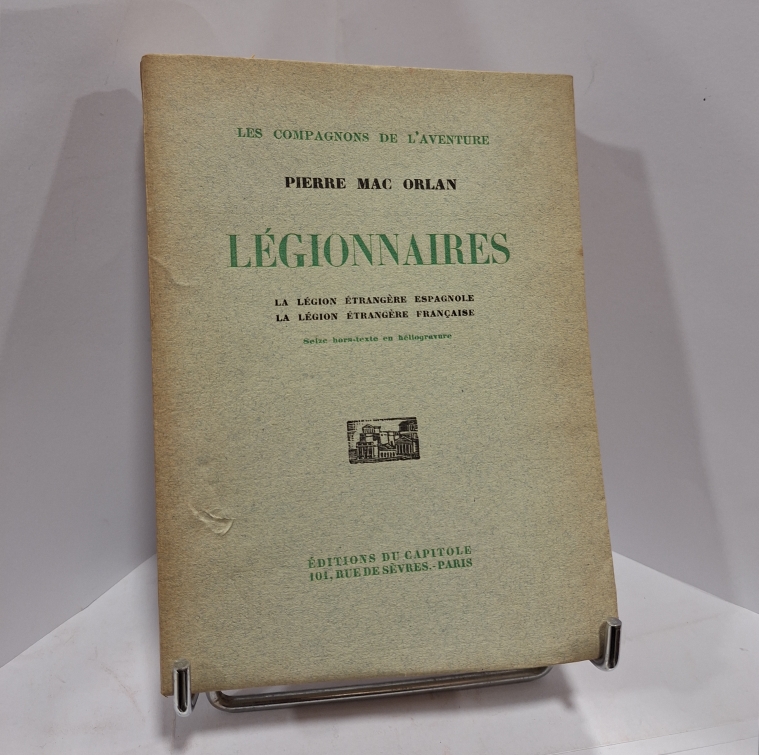 LES COMPAGNONS DE L'AVENTURE
PIERRE MAC ORLAN
LÉGIONNAIRES
LA LÉGION ÉTRANGÈRE ESPAGNOLE
LA LÉGION ÉTRANGÈRE FRANÇAISE
Seize hors-texte en héliogravure
ÉDITIONS DU CAPITOLE
101, RUE DE SÈVRES.-PARIS